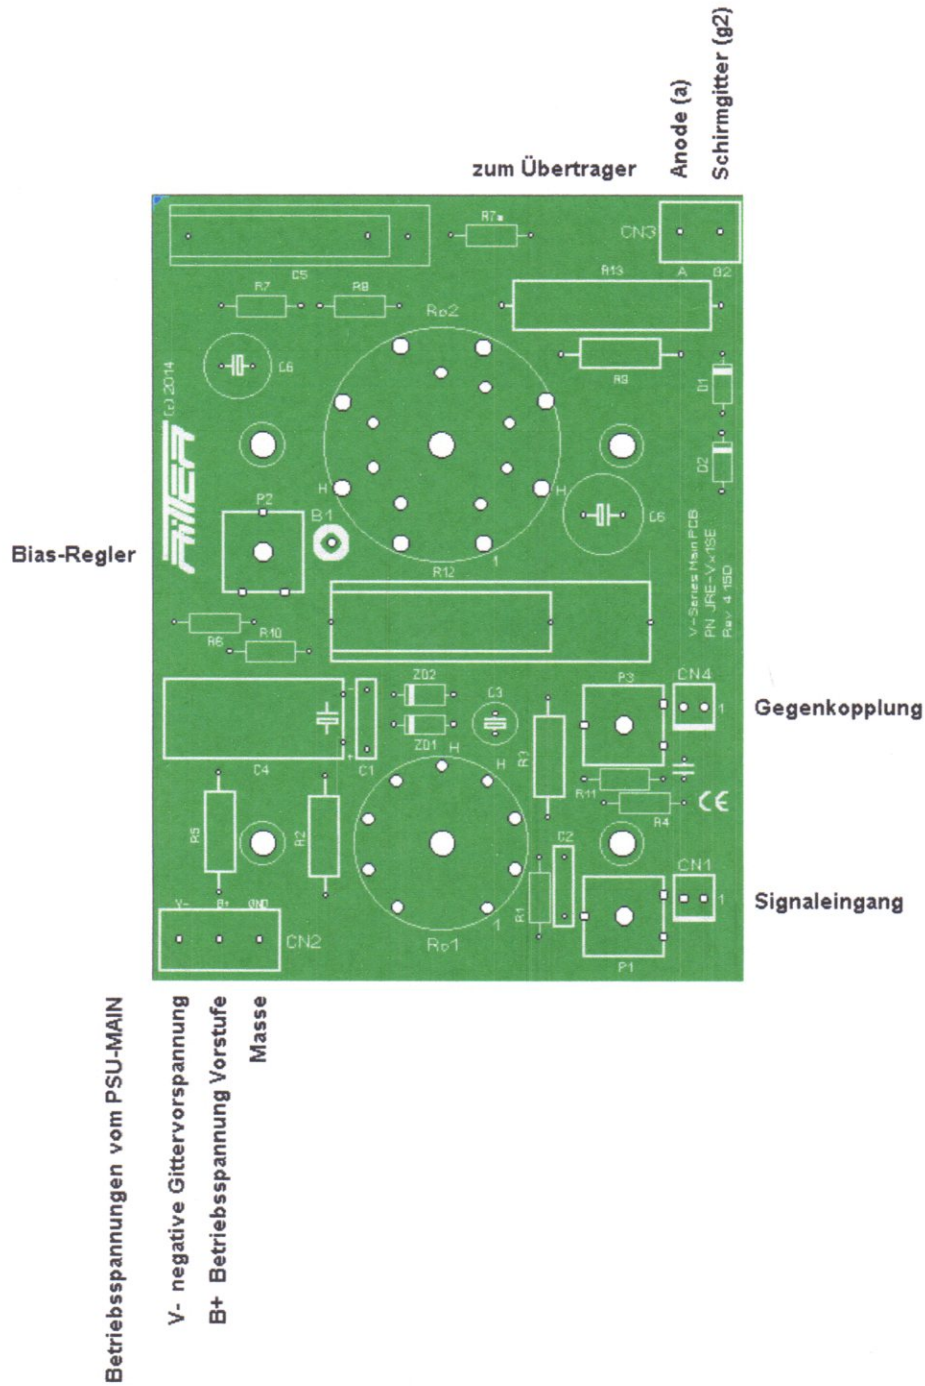 Anode (a)
Schirmgitter (g2)
zum Übertrager
CN3
A
G2
R7a
C5
R13
R7
R8
Rö2
C6
R9
D1
(c) 2014
RITTER
D2
P2
H
H
B1
C6
1
Bias-Regler
R12
V-Series Main PCB
PN JRE-Vx1SE
Rev. 4.15D
R6
R10
ZD2
C3
P3
CN4
1
Gegenkopplung
ZD1
C4
C1
H
H
R3
R11
R4
CE
R5
R2
C2
CN1
1
Signaleingang
R1
V-
B+
GND
CN2
Rö1
1
P1
Betriebsspannungen vom PSU-MAIN
V- negative Gittervorspannung
B+ Betriebsspannung Vorstufe
Masse